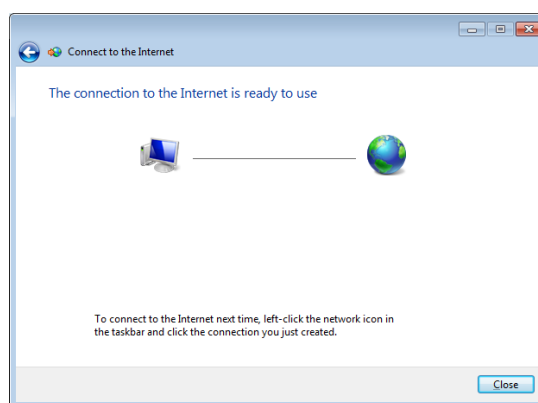 Connect to the Internet
The connection to the Internet is ready to use
To connect to the Internet next time, left-click the network icon in
the taskbar and click the connection you just created.
Close